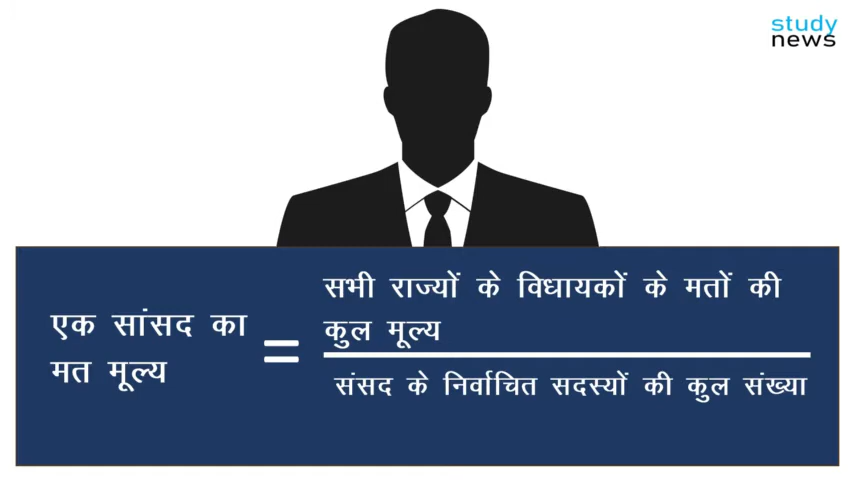 study
news
सभी राज्यों के विधायकों के मतों की
कुल मूल्य
एक सांसद का
मत मूल्य
=
संसद के निर्वाचित सदस्यों की कुल संख्या